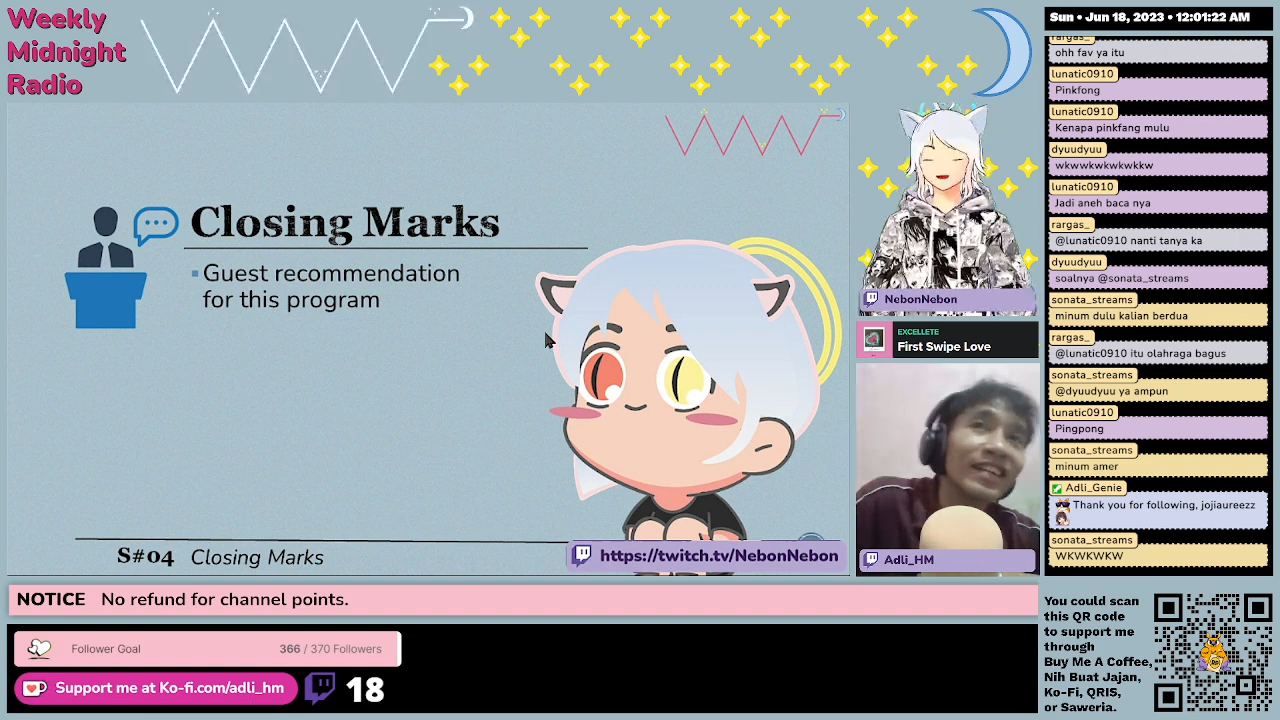 Weekly
Midnight
Radio
Sun • Jun 18, 2023 • 12:01:22 AM
Closing Marks
Guest recommendation
for this program
S#04 Closing Marks
https://twitch.tv/NebonNebon
NebonNebon
EXCELLETE
First Swipe Love
Adli_HM
rargas_
ohh fav ya itu
lunatic0910
Pinkfong
lunatic0910
Kenapa pinkfang mulu
dyuudyuu
wkwwkwkwkwkkw
lunatic0910
Jadi aneh baca nya
rargas_
@lunatic0910 nanti tanya ka
dyuudyuu
soalnya @sonata_streams
sonata_streams
minum dulu kalian berdua
rargas_
@lunatic0910 itu olahraga bagus
sonata_streams
@dyuudyuu ya ampun
lunatic0910
Pingpong
sonata_streams
minum amer
Adli_Genie
Thank you for following, jojiaureezz
sonata_streams
WKWKWKW
NOTICE No refund for channel points.
Follower Goal 366 / 370 Followers
Support me at Ko-fi.com/adli_hm
18
You could scan
this QR code
to support me
through
Buy Me A Coffee,
Nih Buat Jajan,
Ko-Fi, QRIS,
or Saweria.